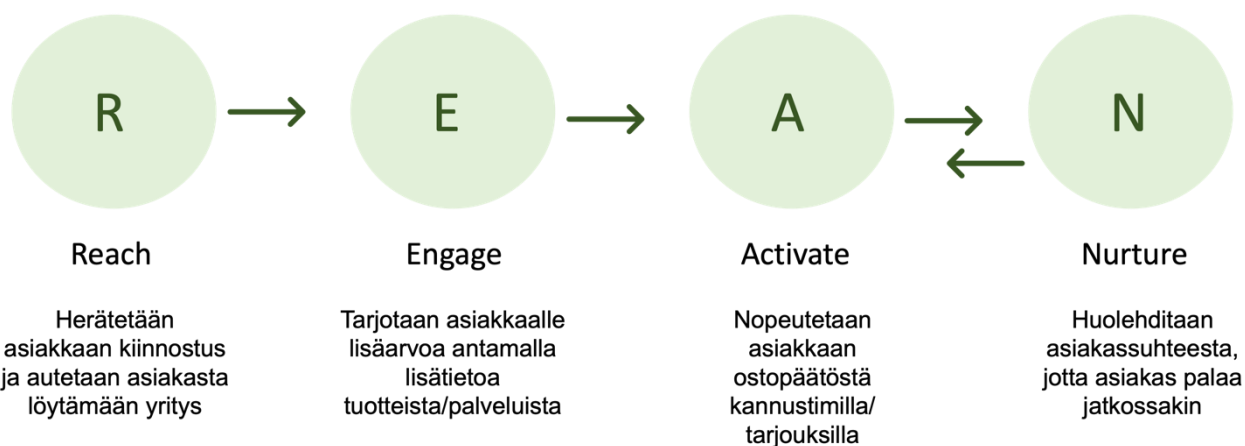 R
E
A
N
Reach
Herätetään
asiakkaan kiinnostus
ja autetaan asiakasta
löytämään yritys
Engage
Tarjotaan asiakkaalle
lisäarvoa antamalla
lisätietoa
tuotteista/palveluista
Activate
Nopeutetaan
asiakkaan
ostopäätöstä
kannustimilla/
tarjouksilla
Nurture
Huolehditaan
asiakassuhteesta,
jotta asiakas palaa
jatkossakin